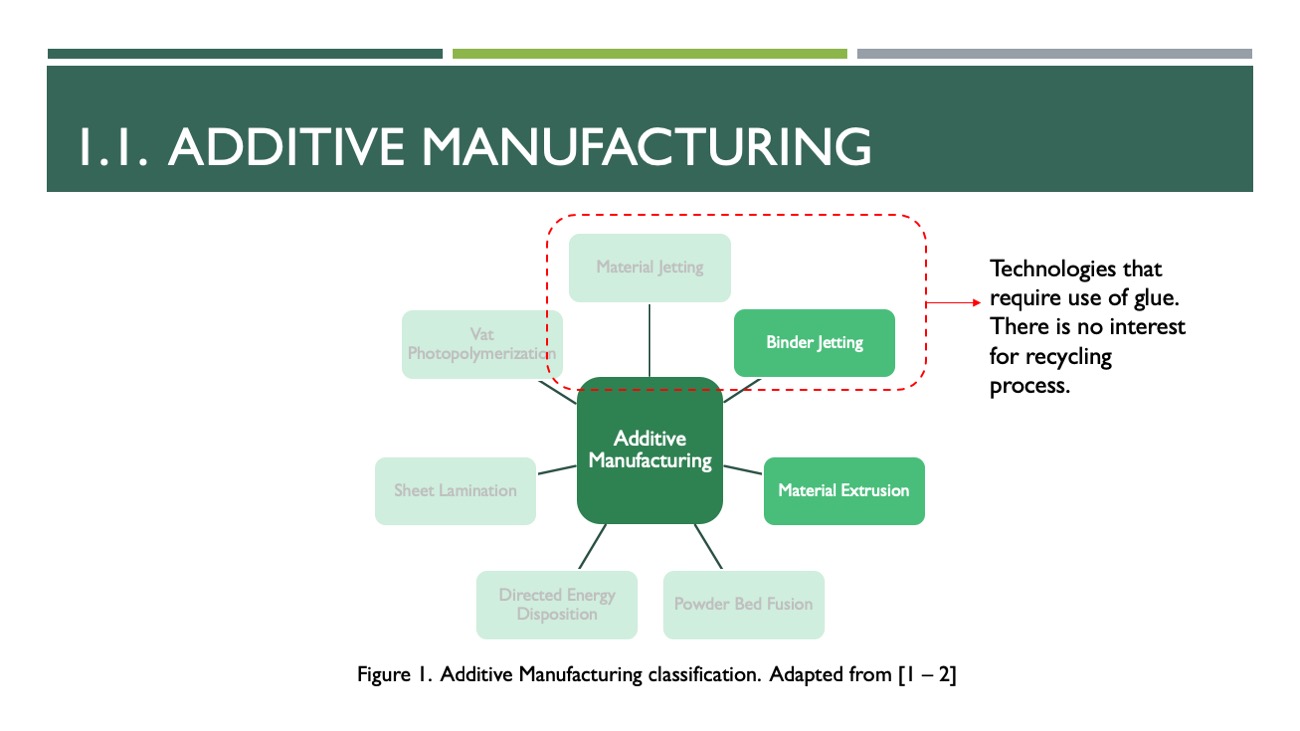 1.1. ADDITIVE MANUFACTURING
Material Jetting
Technologies that
require use of glue.
There is no interest
for recycling
process.
Vat
Photopolymerization
Binder Jetting
Additive
Manufacturing
Sheet Lamination
Material Extrusion
Directed Energy
Disposition
Powder Bed Fusion
Figure 1. Additive Manufacturing classification. Adapted from [1 – 2]